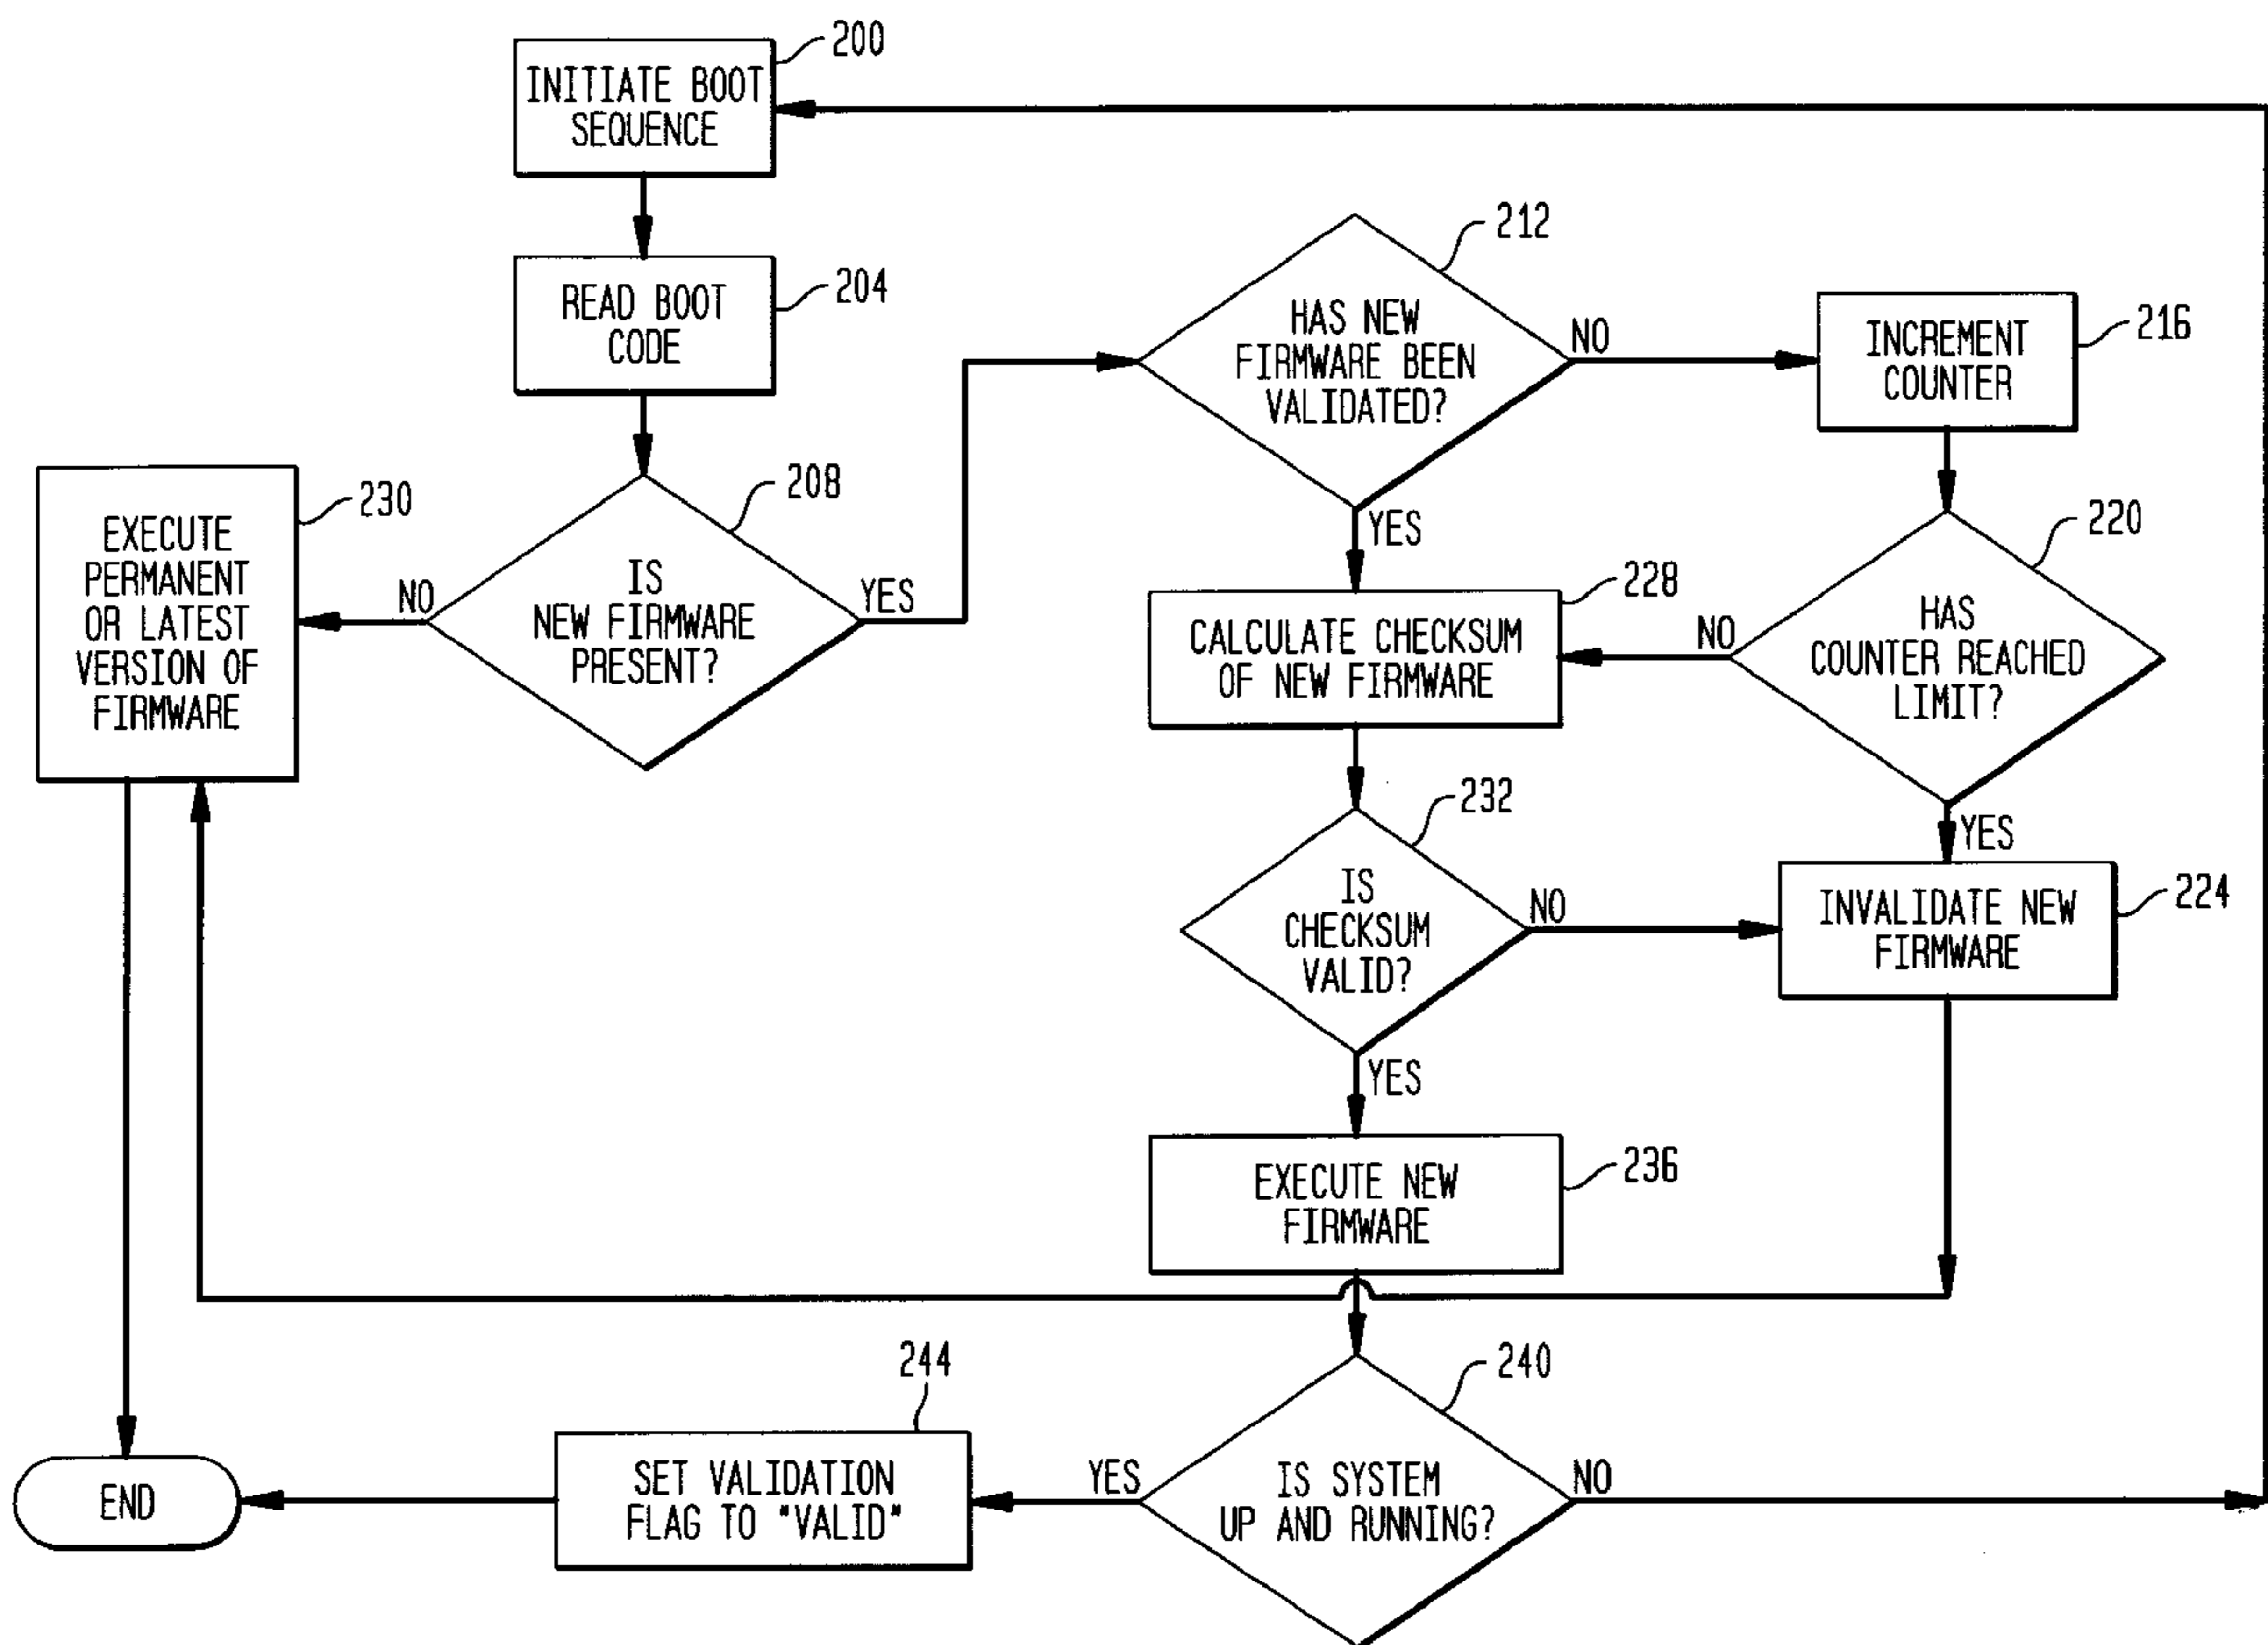 200
INITIATE BOOT
SEQUENCE
204
READ BOOT
CODE
208
IS
NEW FIRMWARE
PRESENT?
NO
YES
230
EXECUTE
PERMANENT
OR LATEST
VERSION OF
FIRMWARE
212
HAS NEW
FIRMWARE BEEN
VALIDATED?
NO
YES
216
INCREMENT
COUNTER
220
HAS
COUNTER REACHED
LIMIT?
NO
YES
228
CALCULATE CHECKSUM
OF NEW FIRMWARE
232
IS
CHECKSUM
VALID?
NO
YES
224
INVALIDATE NEW
FIRMWARE
236
EXECUTE NEW
FIRMWARE
240
IS SYSTEM
UP AND RUNNING?
YES
NO
244
SET VALIDATION
FLAG TO "VALID"
END